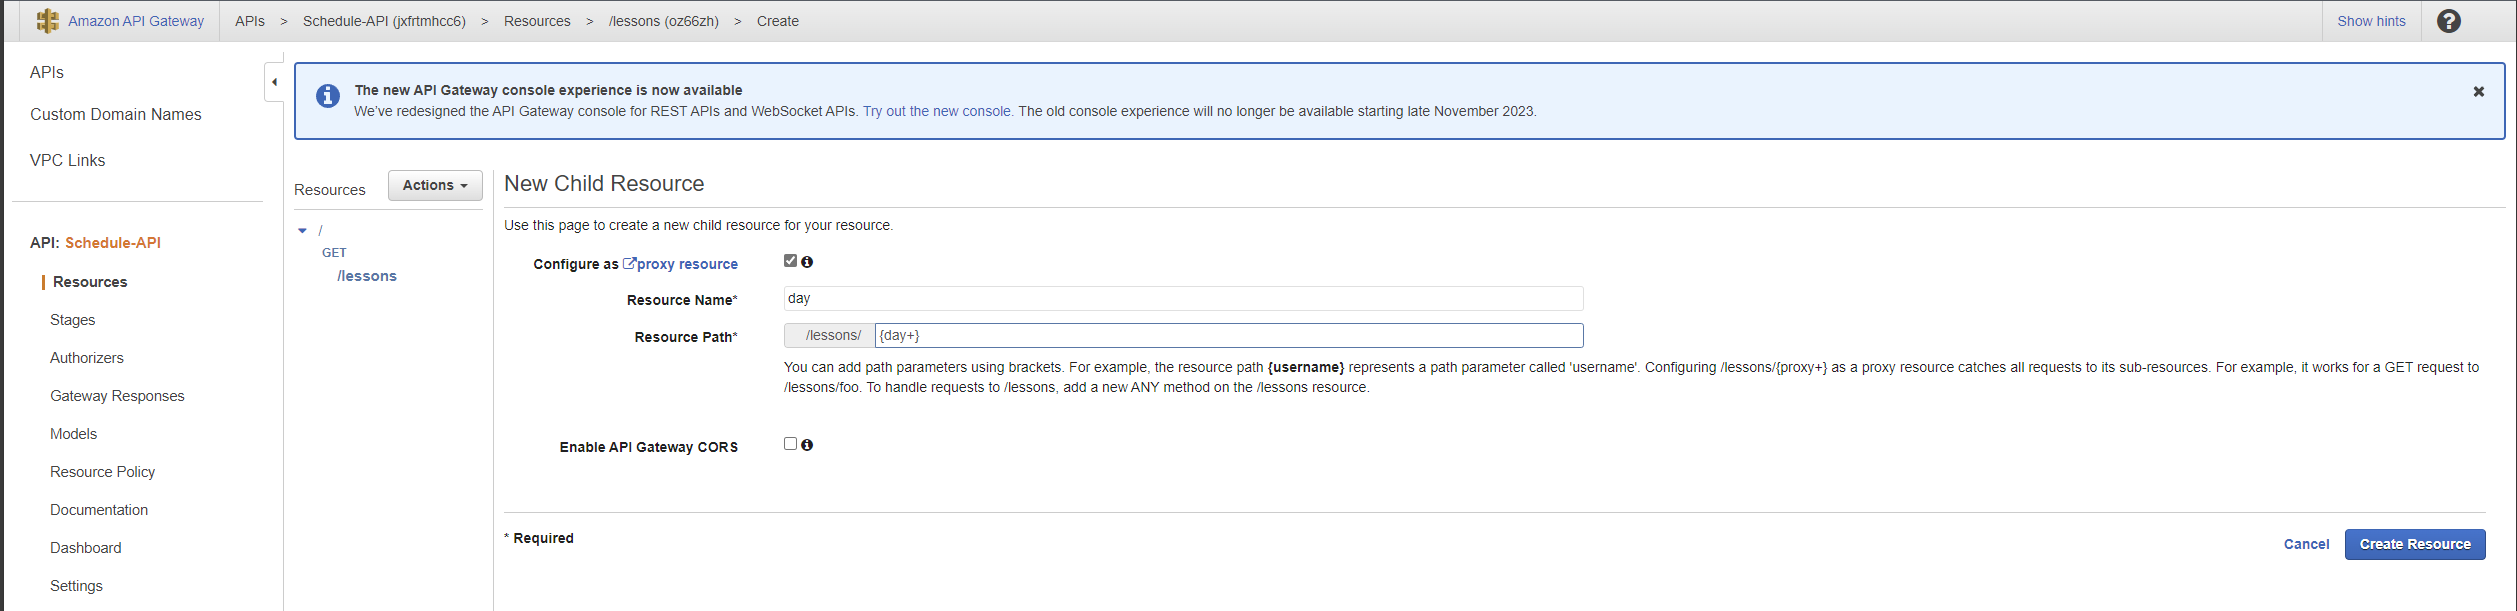 Amazon API Gateway APIs > Schedule-API (jxfrtmhcc6) > Resources > /lessons (oz66zh) > Create Show hints ?
APIs
Custom Domain Names
VPC Links
API: Schedule-API
Resources
Stages
Authorizers
Gateway Responses
Models
Resource Policy
Documentation
Dashboard
Settings
The new API Gateway console experience is now available
We've redesigned the API Gateway console for REST APIs and WebSocket APIs. Try out the new console. The old console experience will no longer be available starting late November 2023.
Resources Actions
/
GET
/lessons
New Child Resource
Use this page to create a new child resource for your resource.
Configure as proxy resource
Resource Name* day
Resource Path* /lessons/ {day+}
You can add path parameters using brackets. For example, the resource path {username} represents a path parameter called 'username'. Configuring /lessons/{proxy+} as a proxy resource catches all requests to its sub-resources. For example, it works for a GET request to
/lessons/foo. To handle requests to /lessons, add a new ANY method on the /lessons resource.
Enable API Gateway CORS
* Required
Cancel Create Resource